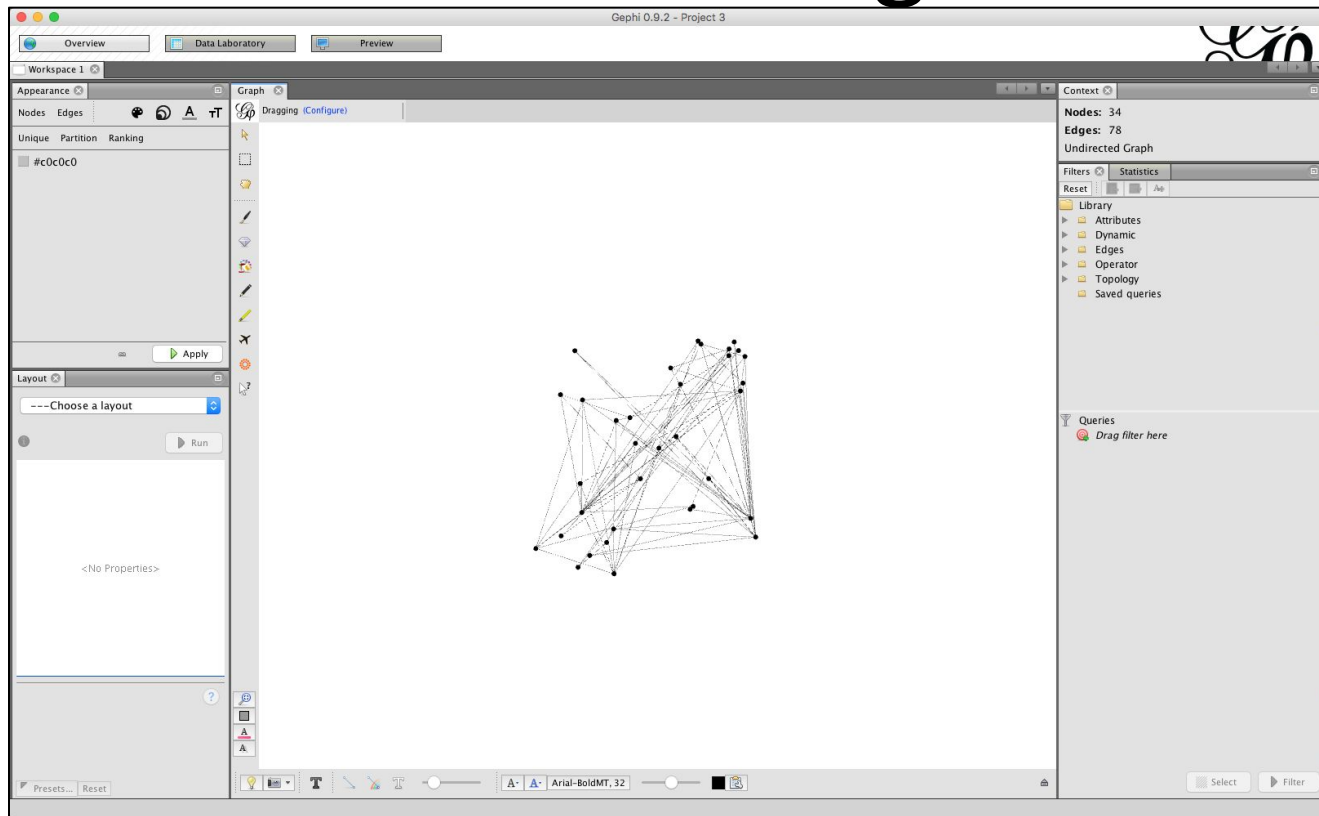 Gephi 0.9.2 - Project 3
Overview
Data Laboratory
Preview
Workspace 1
Appearance
Nodes Edges
A
TT
Unique Partition Ranking
#c0c0c0
Apply
Layout
---Choose a layout
Run
<No Properties>
?
Presets... Reset
Graph
Dragging (Configure)
?
A
A
T
T
A- A- Arial-BoldMT, 32
Context
Nodes: 34
Edges: 78
Undirected Graph
Filters Statistics
Reset
Library
Attributes
Dynamic
Edges
Operator
Topology
Saved queries
Queries
Drag filter here
Select Filter